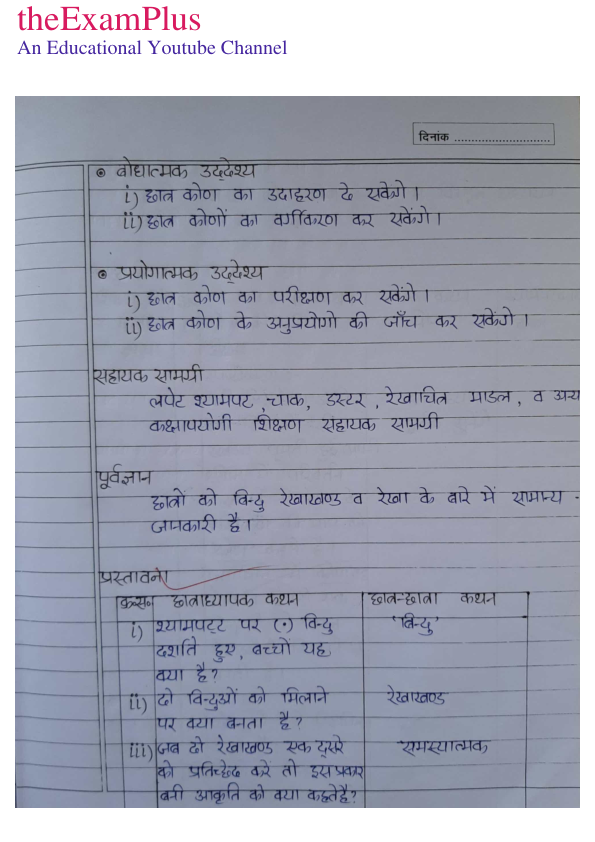 theExamPlus
An Educational Youtube Channel
दिनांक ............................
• बोधात्मक उद्देश्य
i) छात्र कोण का उदाहरण दे सकेंगे।
ii) छात्र कोणों का वर्गीकरण कर सकेंगे।
• प्रयोगात्मक उद्देश्य
i) छात्र कोण का परीक्षण कर सकेंगे।
ii) छात्र कोण के अनुप्रयोगो की जाँच कर सकेंगे।
सहायक सामग्री
लपेट श्यामपट, चाक, डस्टर, रेखाचित्र माडल, व अन्य
कक्षापयोगी शिक्षण संहायक सामग्री
पूर्वज्ञान
छात्रों को बिन्दु रेखाखण्ड व रेखा के बारे में सामान्य -
जानकारी है।
प्रस्तावना
क्र.सं. छात्राध्यापक कथन छात्र-छात्रा कथन
i) श्यामपट्ट पर (•) बिन्दु 'बिन्दु'
दर्शाते हुए, बच्चों यह
क्या है?
ii) दो बिन्दुओं को मिलाने रेखाखण्ड
पर क्या बनता है?
iii) जब दो रेखाखण्ड एक दूसरे समस्यात्मक
को प्रतिच्छेद करे तो इस प्रकार
बनी आकृति को क्या कहते है?